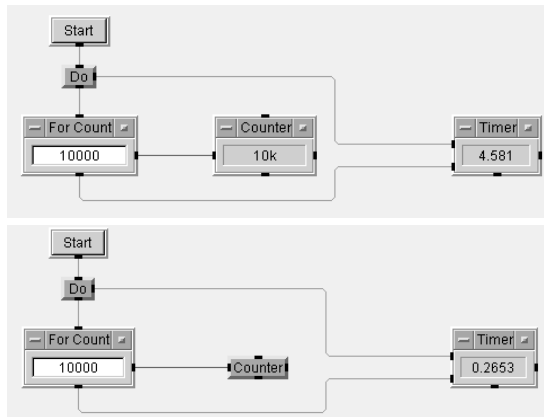 Start
Do
For Count Counter Timer
10000 10k 4.581
Start
Do
For Count Timer
10000 Counter 0.2653